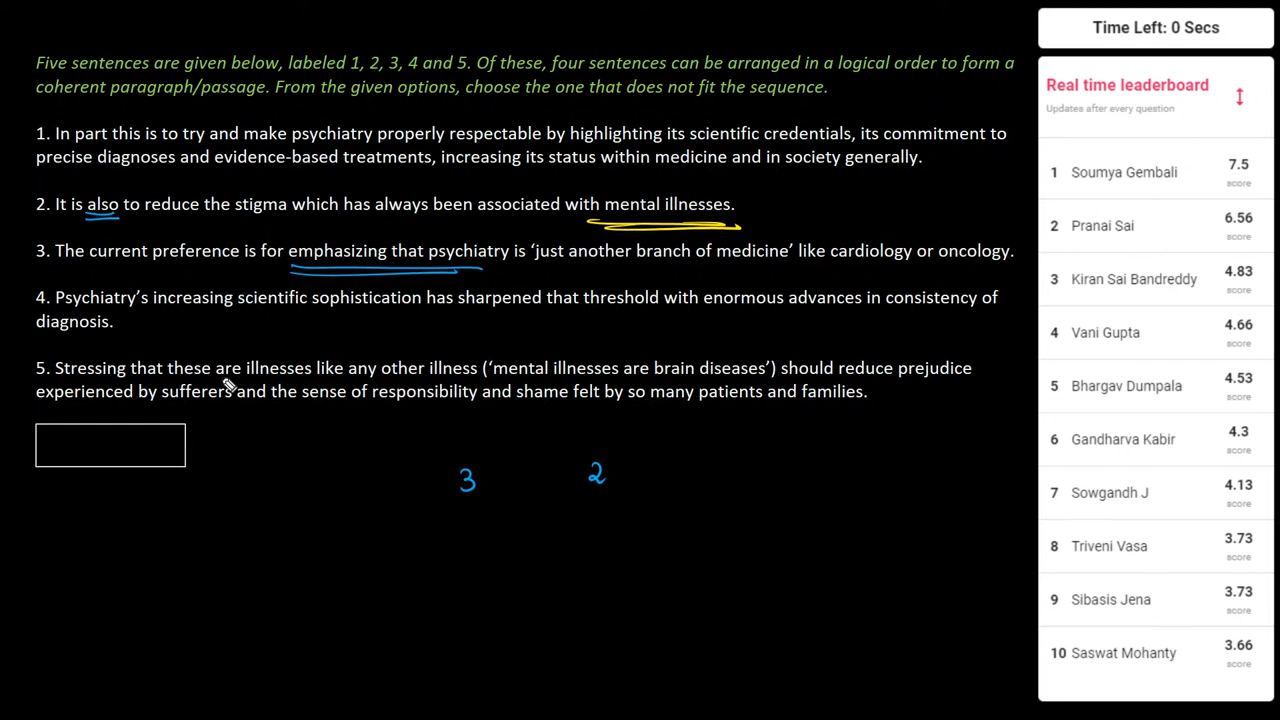 Five sentences are given below, labeled 1, 2, 3, 4 and 5. Of these, four sentences can be arranged in a logical order to form a
coherent paragraph/passage. From the given options, choose the one that does not fit the sequence.
1. In part this is to try and make psychiatry properly respectable by highlighting its scientific credentials, its commitment to
precise diagnoses and evidence-based treatments, increasing its status within medicine and in society generally.
2. It is also to reduce the stigma which has always been associated with mental illnesses.
3. The current preference is for emphasizing that psychiatry is ‘just another branch of medicine’ like cardiology or oncology.
4. Psychiatry’s increasing scientific sophistication has sharpened that threshold with enormous advances in consistency of
diagnosis.
5. Stressing that these are illnesses like any other illness (‘mental illnesses are brain diseases’) should reduce prejudice
experienced by sufferers and the sense of responsibility and shame felt by so many patients and families.
3 2
Time Left: 0 Secs
Real time leaderboard
Updates after every question
1 Soumya Gembali 7.5 score
2 Pranai Sai 6.56 score
3 Kiran Sai Bandreddy 4.83 score
4 Vani Gupta 4.66 score
5 Bhargav Dumpala 4.53 score
6 Gandharva Kabir 4.3 score
7 Sowgandh J 4.13 score
8 Triveni Vasa 3.73 score
9 Sibasis Jena 3.73 score
10 Saswat Mohanty 3.66 score